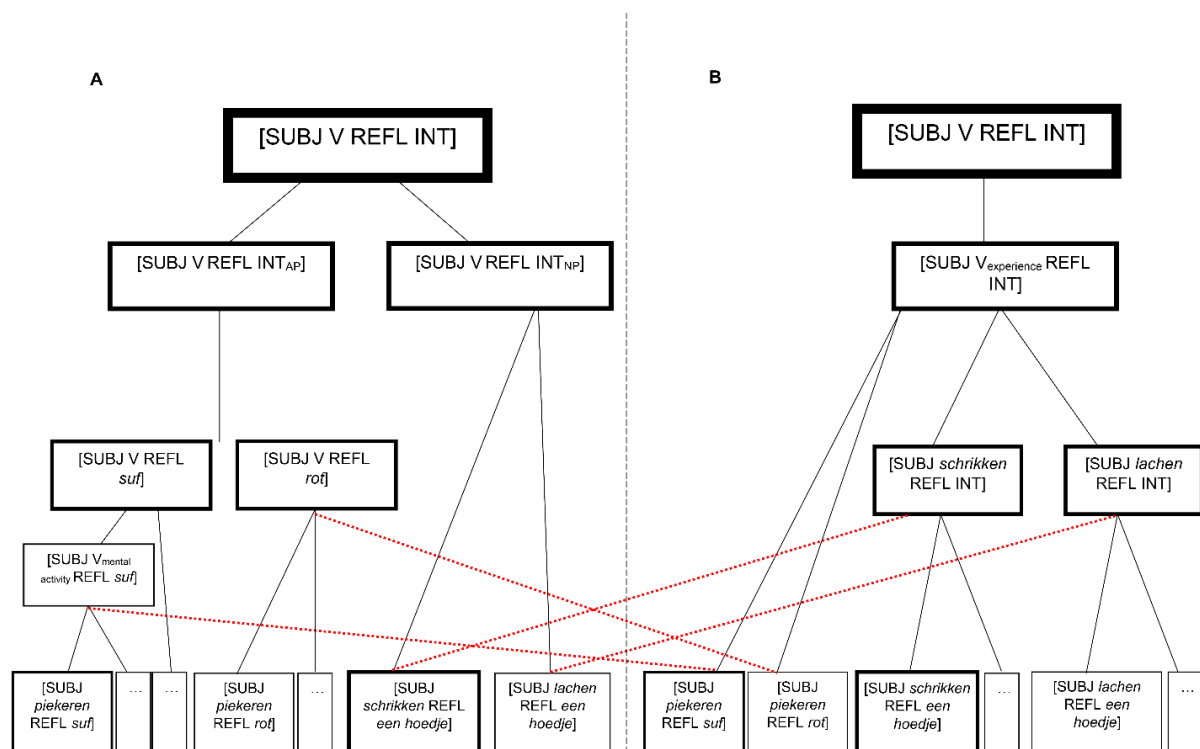 A
[SUBJ V REFL INT]
[SUBJ V REFL INTAP]
[SUBJ V REFL INTNP]
[SUBJ V REFL
suf]
[SUBJ V REFL
rot]
[SUBJ Vmental
activity REFL suf]
[SUBJ
piekeren
REFL suf]
...
...
[SUBJ
piekeren
REFL rot]
...
[SUBJ
schrikken REFL
een hoedje]
[SUBJ lachen
REFL een
hoedje]
B
[SUBJ V REFL INT]
[SUBJ Vexperience REFL
INT]
[SUBJ schrikken
REFL INT]
[SUBJ lachen
REFL INT]
[SUBJ
piekeren
REFL suf]
[SUBJ
piekeren
REFL rot]
[SUBJ schrikken
REFL een
hoedje]
...
[SUBJ lachen
REFL een
hoedje]
...